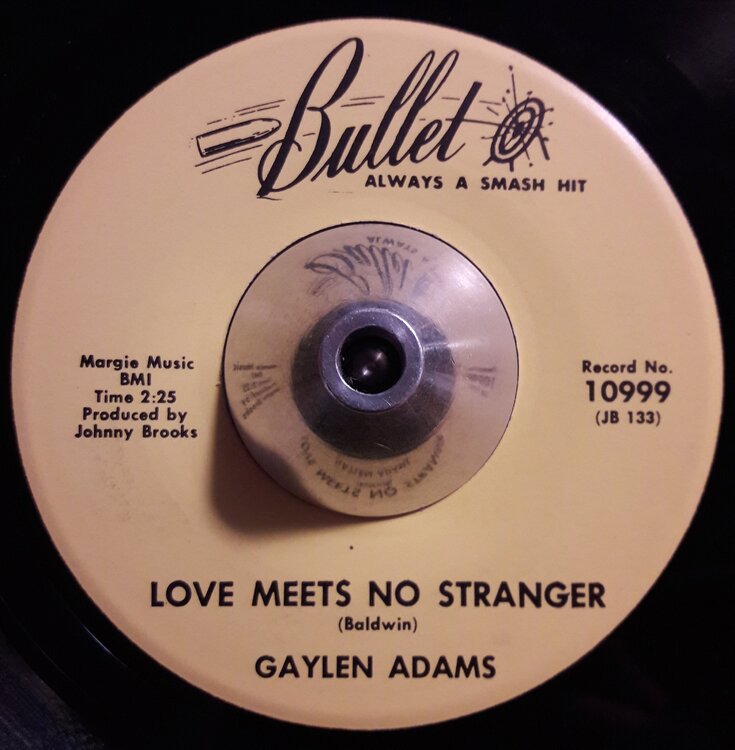 Bullet
ALWAYS A SMASH HIT
Margie Music
BMI
Time 2:25
Produced by
Johnny Brooks
Record No.
10999
(JB 133)
LOVE MEETS NO STRANGER
(Baldwin)
GAYLEN ADAMS